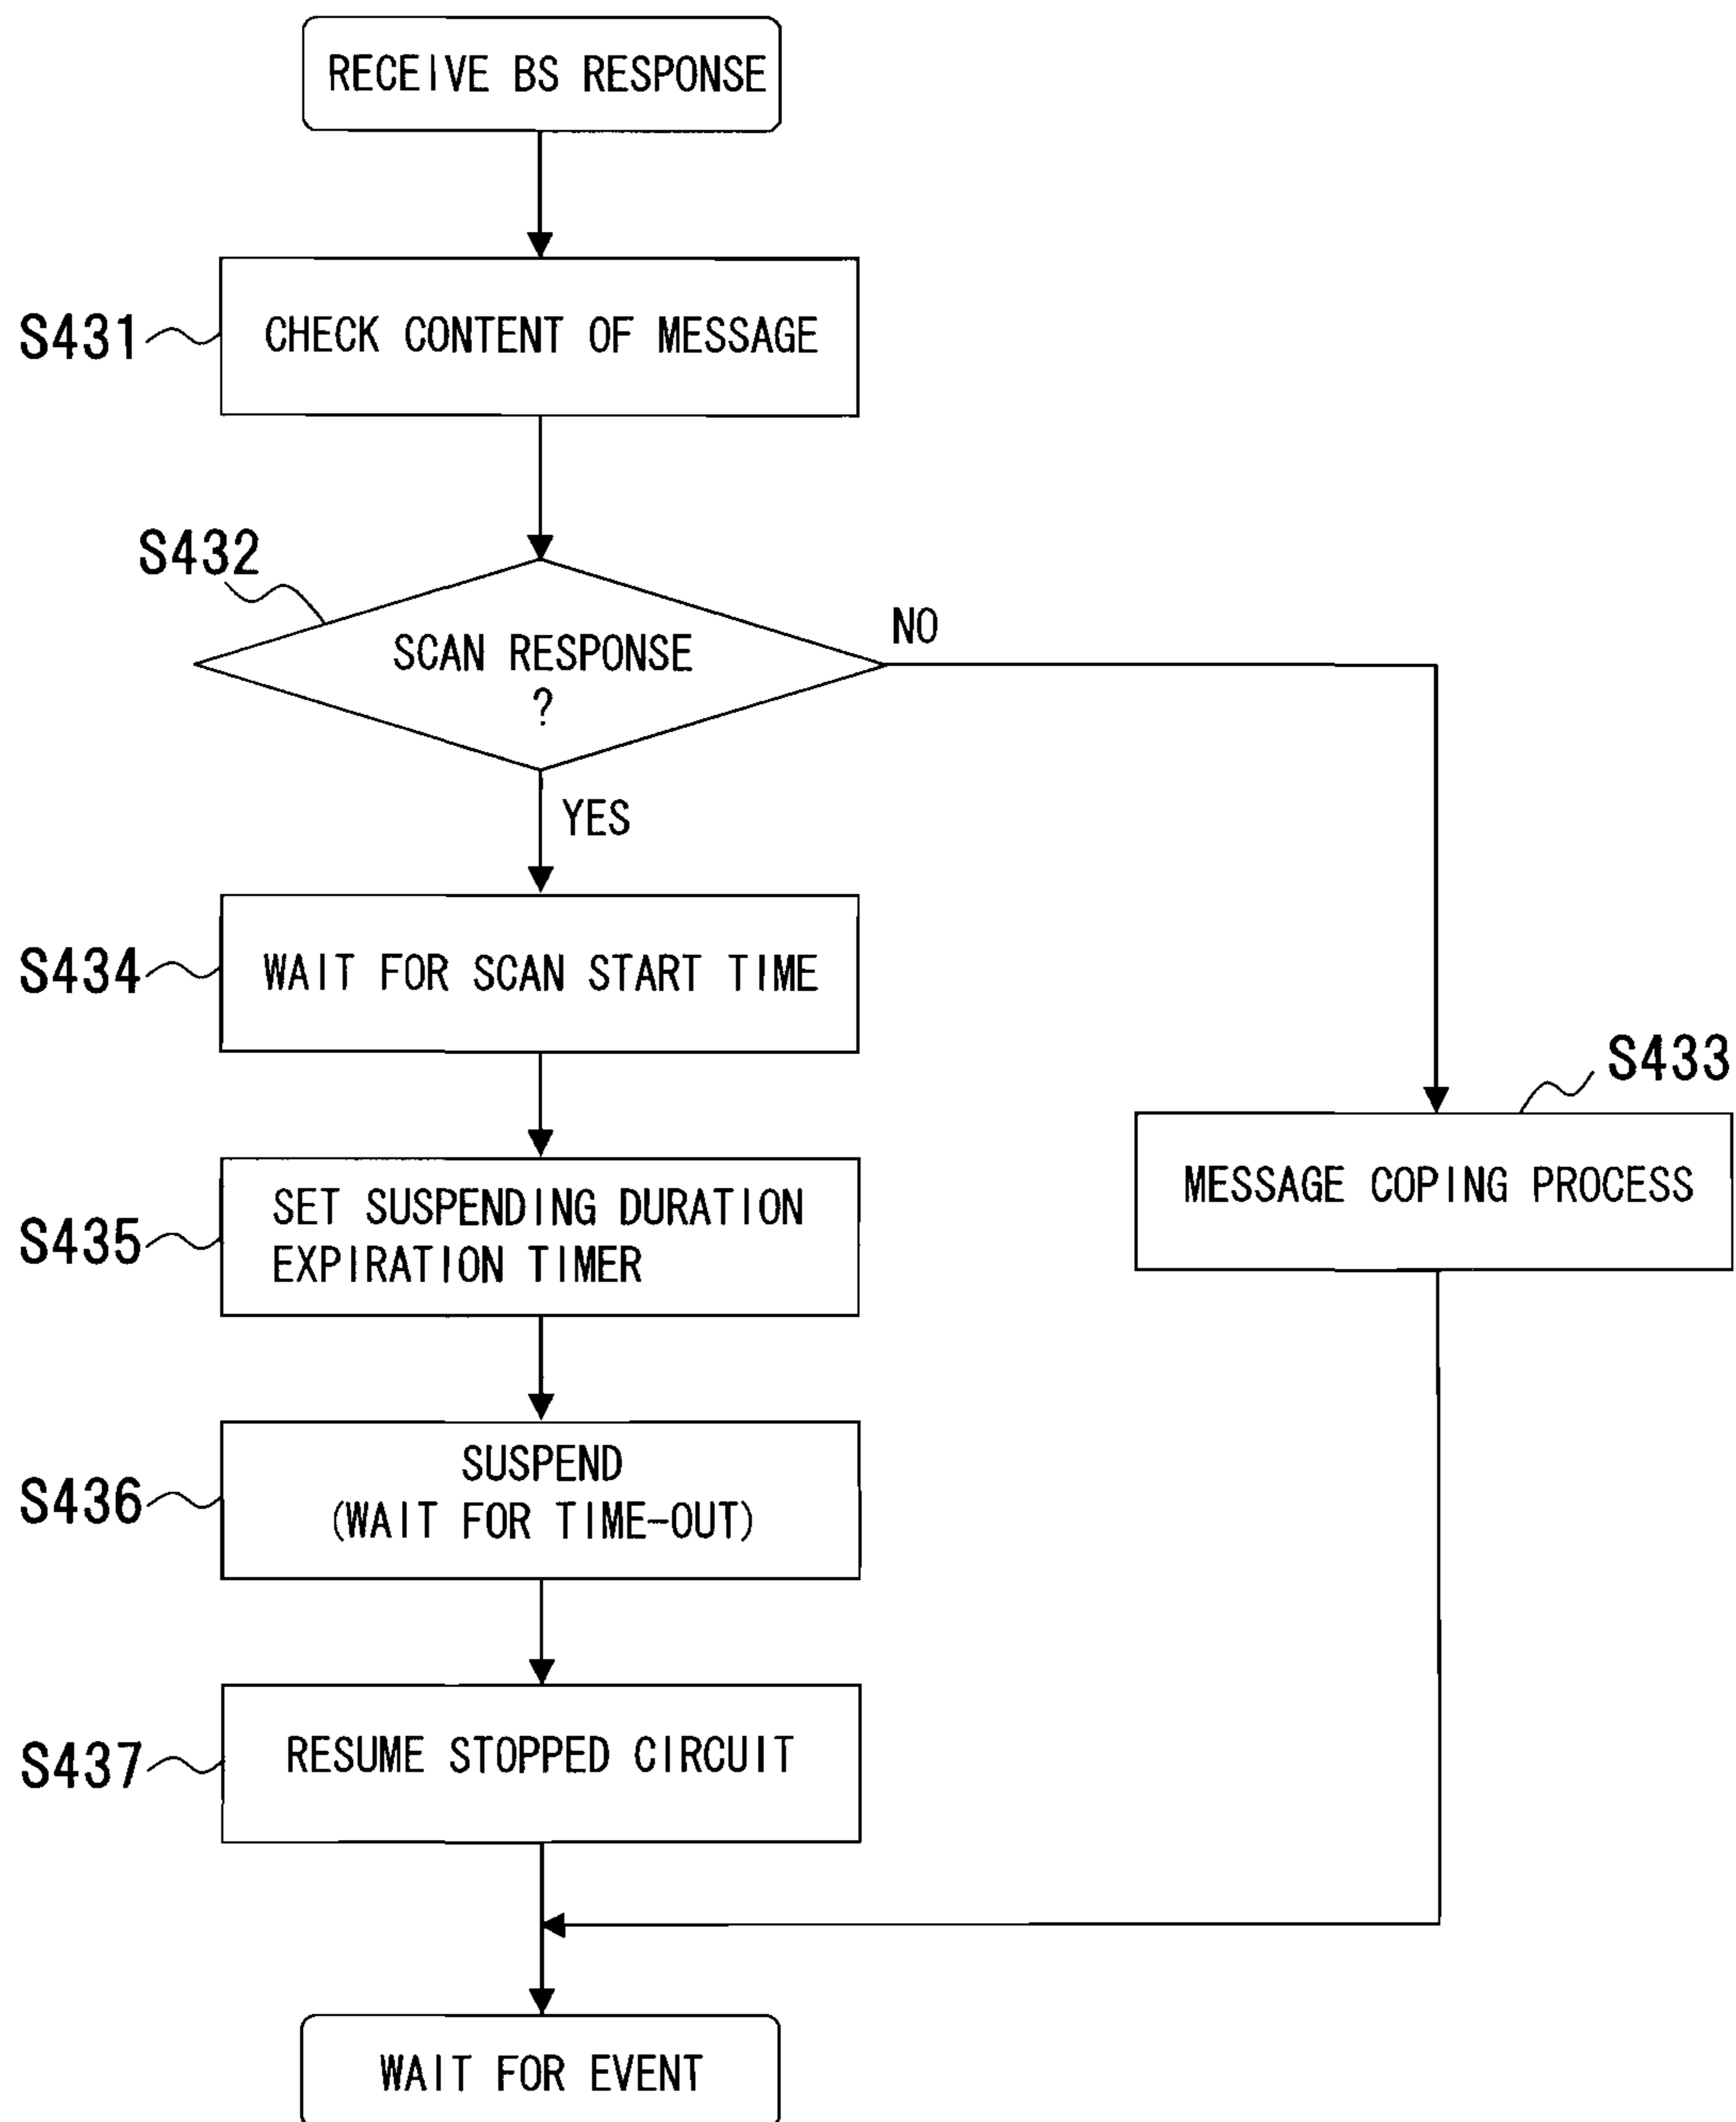 RECEIVE BS RESPONSE
S431
CHECK CONTENT OF MESSAGE
S432
SCAN RESPONSE
?
NO
YES
S434
WAIT FOR SCAN START TIME
S433
MESSAGE COPING PROCESS
S435
SET SUSPENDING DURATION
EXPIRATION TIMER
S436
SUSPEND
(WAIT FOR TIME-OUT)
S437
RESUME STOPPED CIRCUIT
WAIT FOR EVENT